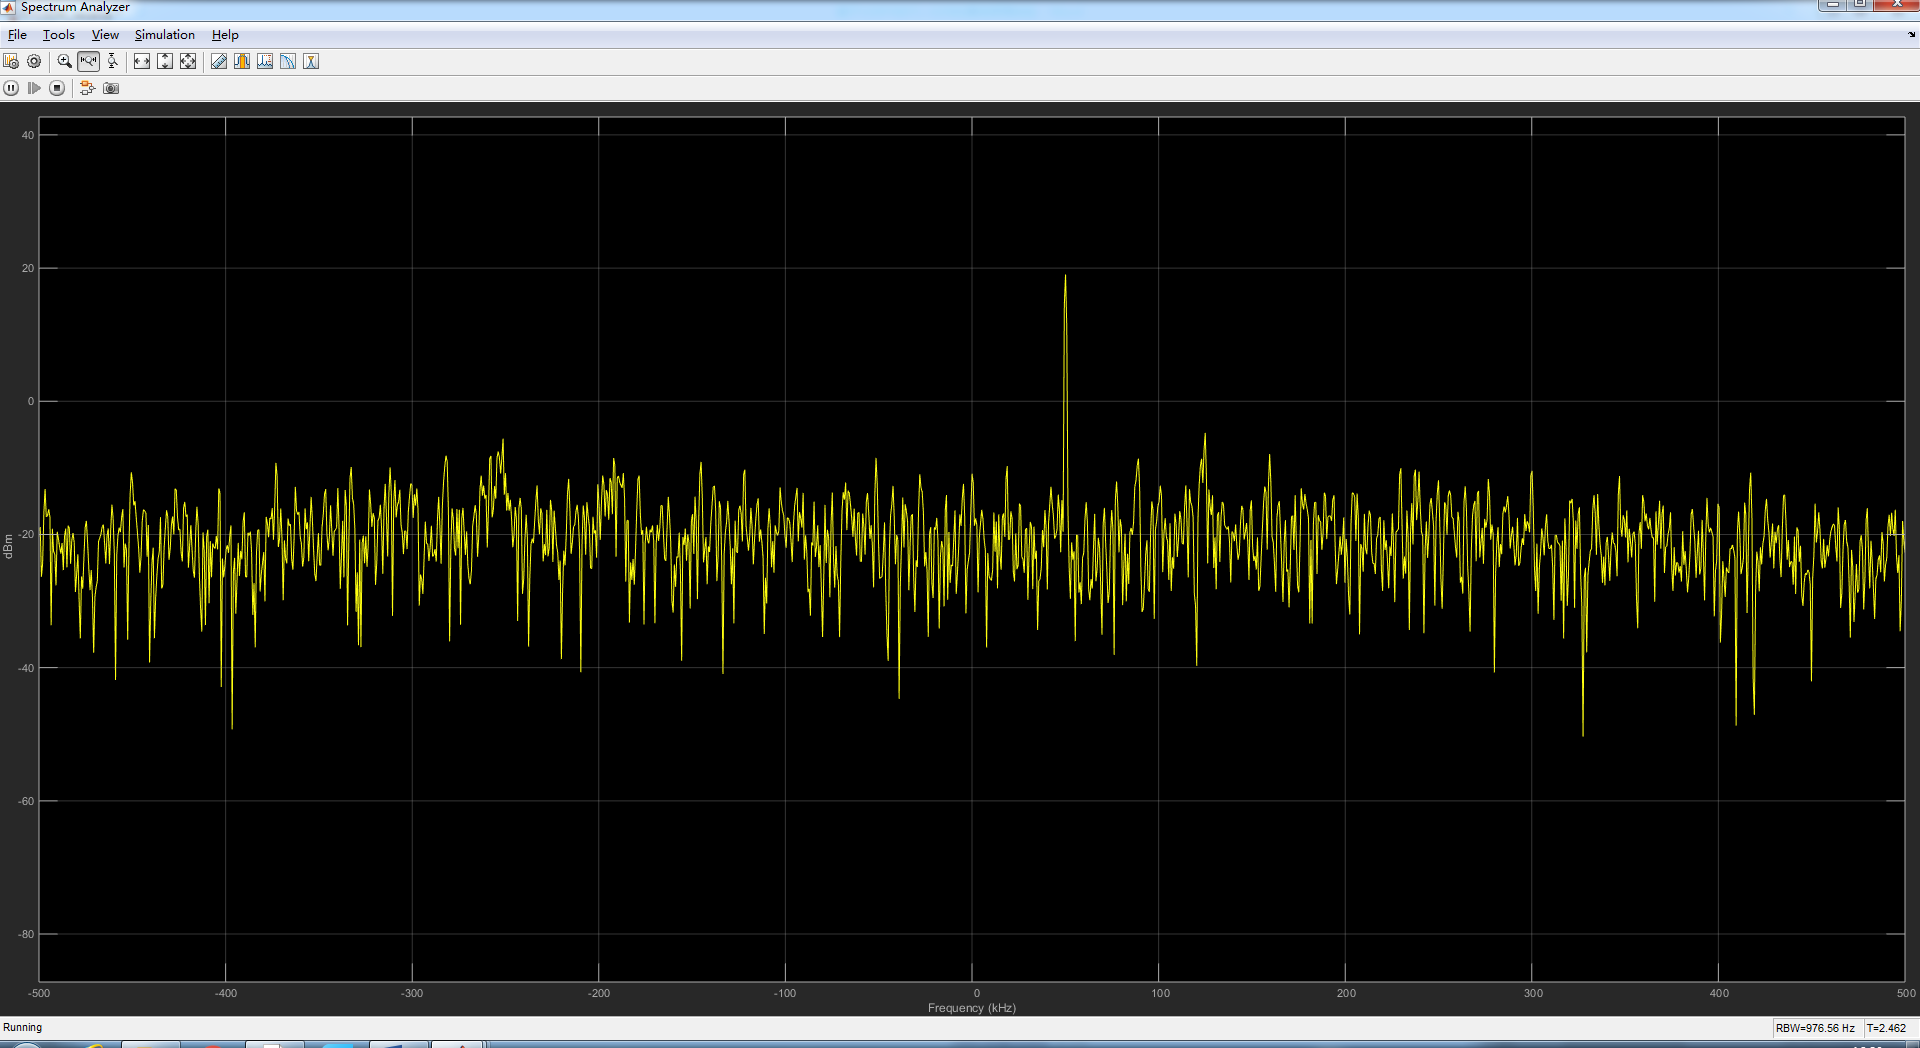 Spectrum Analyzer
File Tools View Simulation Help
40
20
0
-20
-40
-60
-80
dBm
-500 -400 -300 -200 -100 0 100 200 300 400 500
Frequency (kHz)
Running
RBW=976.56 Hz T=2.462